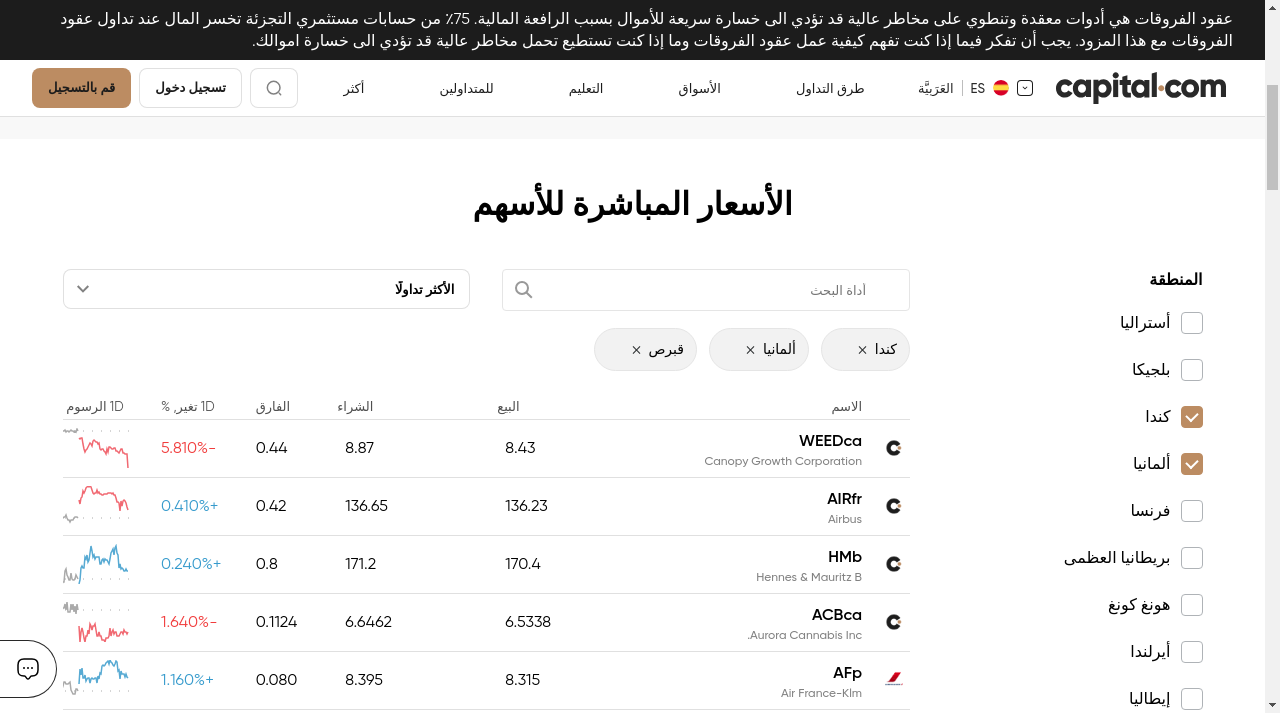 عقود الفروقات هي أدوات معقدة وتنطوي على مخاطر عالية قد تؤدي الى خسارة سريعة للأموال بسبب الرافعة المالية. 75٪ من حسابات مستثمري التجزئة تخسر المال عند تداول عقود
الفروقات مع هذا المزود. يجب أن تفكر فيما إذا كنت تفهم كيفية عمل عقود الفروقات وما إذا كنت تستطيع تحمل مخاطر عالية قد تؤدي الى خسارة اموالك.
capital.com
ES العَرَبيَّة
طرق التداول
الأسواق
التعليم
للمتداولين
أكثر
تسجيل دخول
قم بالتسجيل
الأسعار المباشرة للأسهم
المنطقة
أستراليا
بلجيكا
كندا
ألمانيا
فرنسا
بريطانيا العظمى
هونغ كونغ
أيرلندا
إيطاليا
أداة البحث
الأكثر تداولًا
كندا ×
ألمانيا ×
قبرص ×
الاسم البيع الشراء الفارق 1D تغير, % 1D الرسوم
WEEDca 8.43 8.87 0.44 -5.810%
Canopy Growth Corporation
AIRfr 136.23 136.65 0.42 +0.410%
Airbus
HMb 170.4 171.2 0.8 +0.240%
Hennes & Mauritz B
ACBca 6.5338 6.6462 0.1124 -1.640%
Aurora Cannabis Inc.
AFp 8.315 8.395 0.080 +1.160%
Air France-Klm